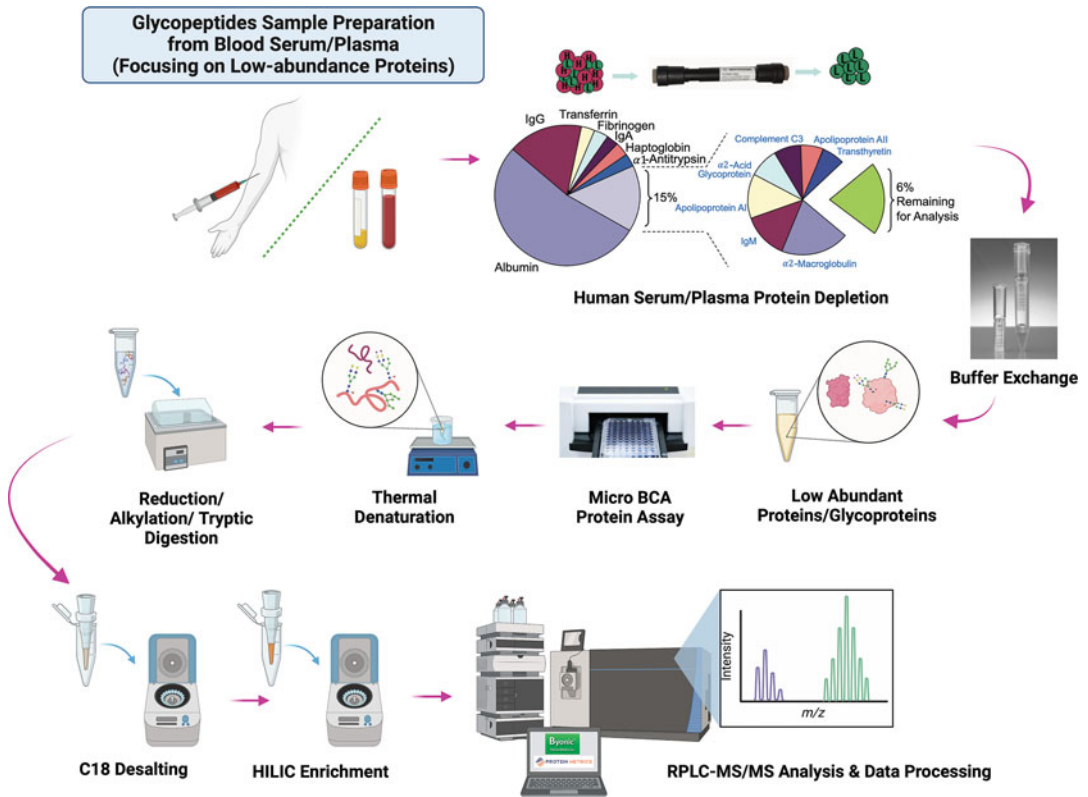 Glycopeptides Sample Preparation
from Blood Serum/Plasma
(Focusing on Low-abundance Proteins)
H H H H H H H H L L L
L L L L L L L
IgG
Transferrin
Fibrinogen
IgA
Haptoglobin
α1-Antitrypsin
15%
Albumin
Complement C3
Apolipoprotein AII
Transthyretin
α2-Acid
Glycoprotein
Apolipoprotein AI
IgM
α2-Macroglobulin
6%
Remaining
for Analysis
Human Serum/Plasma Protein Depletion
Buffer Exchange
Low Abundant
Proteins/Glycoproteins
Micro BCA
Protein Assay
Thermal
Denaturation
Reduction/
Alkylation/ Tryptic
Digestion
C18 Desalting
HILIC Enrichment
Intensity
m/z
Byonic
PROTEIN METRICS
RPLC-MS/MS Analysis & Data Processing